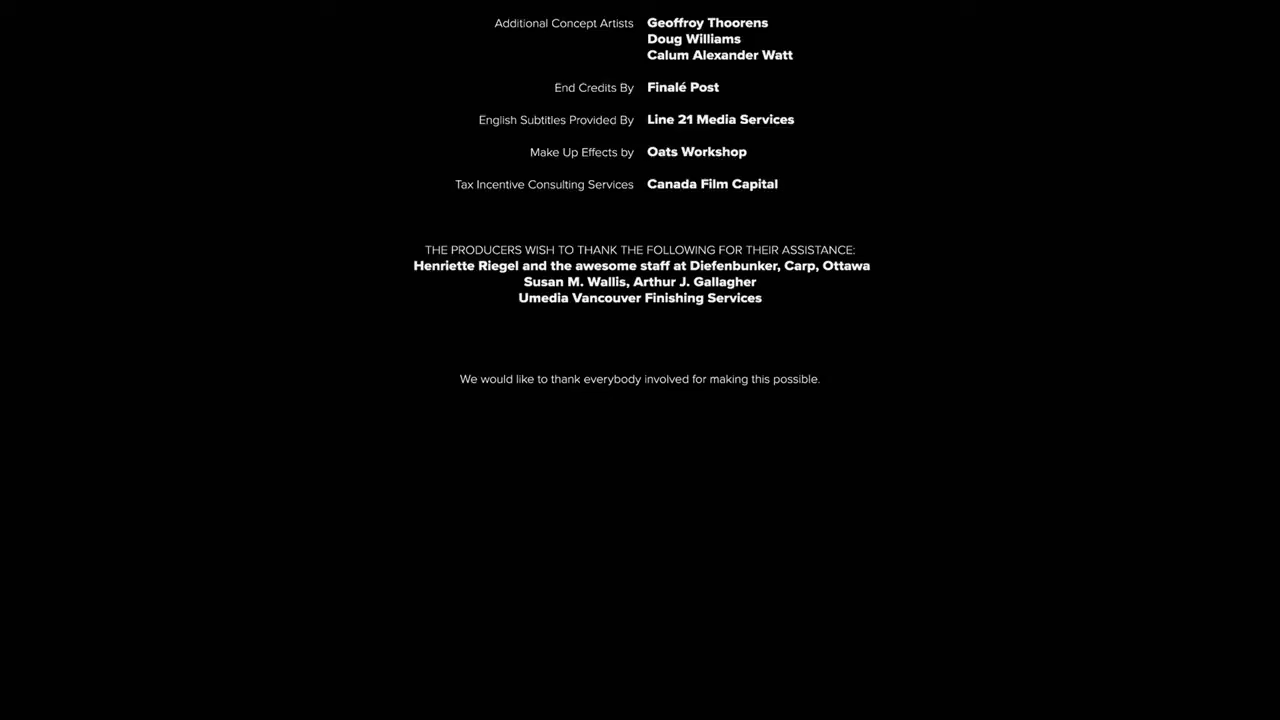 Additional Concept Artists Geoffroy Thoorens
Doug Williams
Calum Alexander Watt
End Credits By Finalé Post
English Subtitles Provided By Line 21 Media Services
Make Up Effects by Oats Workshop
Tax Incentive Consulting Services Canada Film Capital
THE PRODUCERS WISH TO THANK THE FOLLOWING FOR THEIR ASSISTANCE:
Henriette Riegel and the awesome staff at Diefenbunker, Carp, Ottawa
Susan M. Wallis, Arthur J. Gallagher
Umedia Vancouver Finishing Services
We would like to thank everybody involved for making this possible.